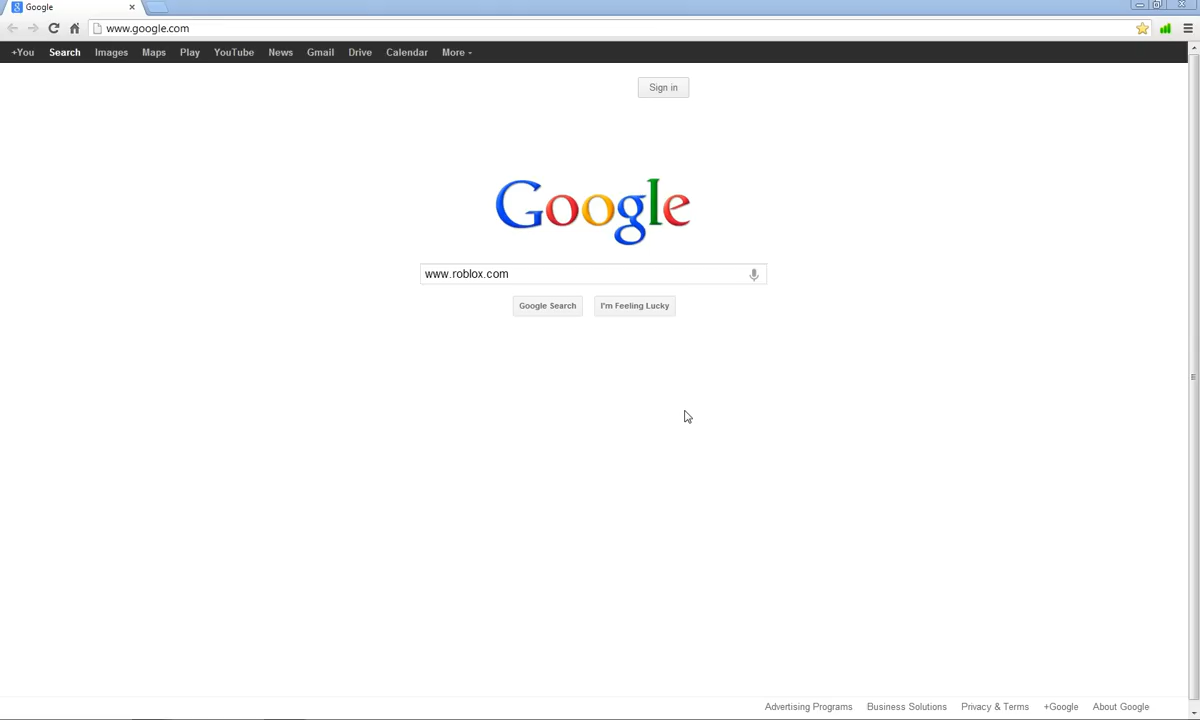 Google
www.google.com
+You Search Images Maps Play YouTube News Gmail Drive Calendar More
Sign in
Google
www.roblox.com
Google Search I'm Feeling Lucky
Advertising Programs Business Solutions Privacy & Terms +Google About Google